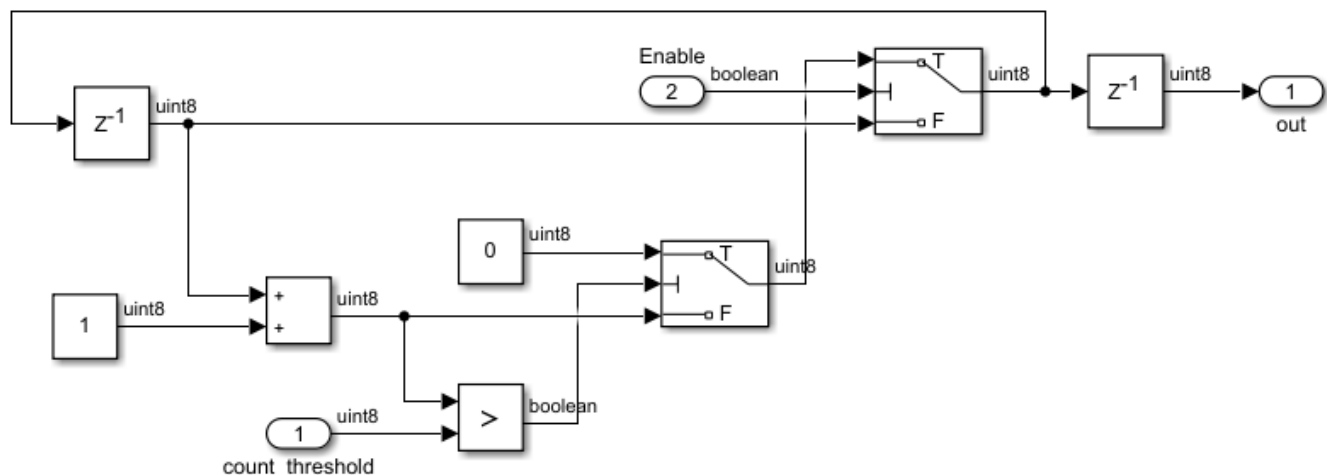 Enable
boolean
2
T
uint8
F
Z-1
uint8
Z-1
uint8
1
out
0
uint8
T
uint8
F
1
uint8
+
+
uint8
>
boolean
1
uint8
count_threshold